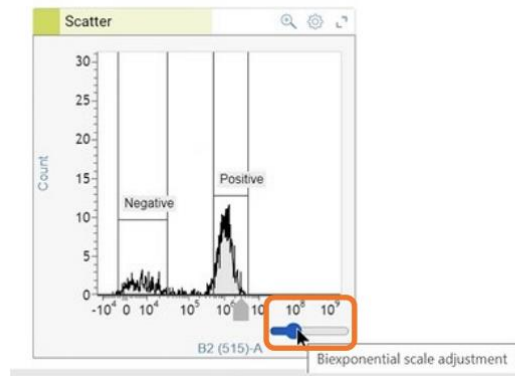 Scatter
30
25
20
Count
15
Positive
Negative
10
5
0
-10⁴ 0 10⁴ 10⁵ 10⁶ 10 10⁸ 10⁹
B2 (515)-A
Biexponential scale adjustment